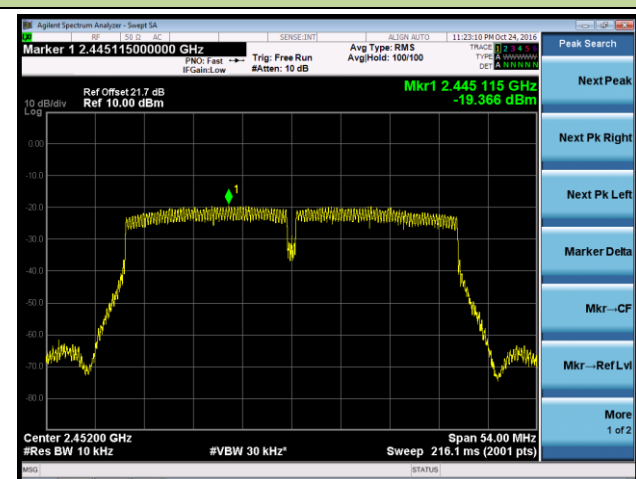 Agilent Spectrum Analyzer - Swept SA
RF 50 Ω AC SENSE:INT ALIGN AUTO 11:23:10 PM Oct 24, 2016
Marker 1 2.445115000000 GHz
PNO: Fast Trig: Free Run Avg Type: RMS TRACE 1 2 3 4 5 6
IFGain:Low #Atten: 10 dB Avg|Hold: 100/100 TYPE A WWWWW
DET A N N N N N
Peak Search
Ref Offset 21.7 dB
10 dB/div Ref 10.00 dBm
Log
Mkr1 2.445 115 GHz
-19.366 dBm
1
0.00
-10.0
-20.0
-30.0
-40.0
-50.0
-60.0
-70.0
-80.0
Center 2.45200 GHz Span 54.00 MHz
#Res BW 10 kHz #VBW 30 kHz* Sweep 216.1 ms (2001 pts)
MSG STATUS
Next Peak
Next Pk Right
Next Pk Left
Marker Delta
Mkr→CF
Mkr→Ref Lvl
More
1 of 2